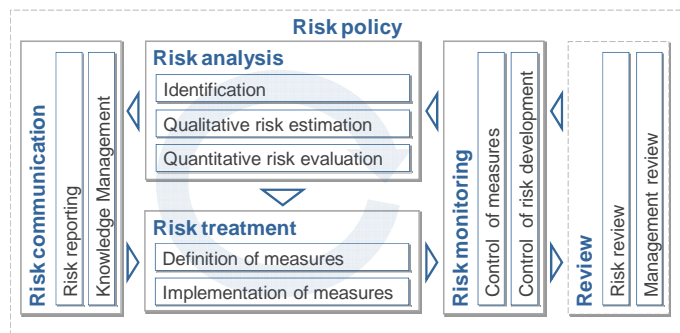 Risk policy
Risk communication
Risk reporting
Knowledge Management
Risk analysis
Identification
Qualitative risk estimation
Quantitative risk evaluation
Risk treatment
Definition of measures
Implementation of measures
Risk monitoring
Control of measures
Control of risk development
Review
Risk review
Management review